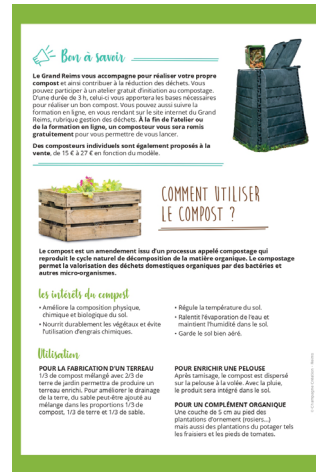 Bon à savoir
Le Grand Reims vous accompagne pour réaliser votre propre
compost et ainsi contribuer à la réduction des déchets. Vous
pouvez participer à un atelier gratuit d'initiation au compostage.
D'une durée de 3 h, celui-ci vous apportera les bases nécessaires
pour réaliser un bon compost. Vous pouvez aussi suivre la
formation en ligne, en vous rendant sur le site internet du Grand
Reims, rubrique gestion des déchets. À la fin de l'atelier ou
de la formation en ligne, un composteur vous sera remis
gratuitement pour vous permettre de vous lancer.
Des composteurs individuels sont également proposés à la
vente, de 15 € à 27 € en fonction du modèle.
COMMENT UTILISER
LE COMPOST ?
Le compost est un amendement issu d'un processus appelé compostage qui
reproduit le cycle naturel de décomposition de la matière organique. Le compostage
permet la valorisation des déchets domestiques organiques par des bactéries et
autres micro-organismes.
les intérêts du compost
• Améliore la composition physique,
chimique et biologique du sol.
• Nourrit durablement les végétaux et évite
l'utilisation d'engrais chimiques.
• Régule la température du sol.
• Ralentit l'évaporation de l'eau et
maintient l'humidité dans le sol.
• Garde le sol bien aéré.
Utilisation
POUR LA FABRICATION D'UN TERREAU
1/3 de compost mélangé avec 2/3 de
terre de jardin permettra de produire un
terreau enrichi. Pour améliorer le drainage
de la terre, du sable peut-être ajouté au
mélange dans les proportions 1/3 de
compost, 1/3 de terre et 1/3 de sable.
POUR ENRICHIR UNE PELOUSE
Après tamisage, le compost est dispersé
sur la pelouse à la volée. Avec la pluie,
le produit sera intégré dans le sol.
POUR UN COMPLÉMENT ORGANIQUE
Une couche de 5 cm au pied des
plantations d'ornement (rosiers...)
mais aussi des plantations du potager tels
les fraisiers et les pieds de tomates.